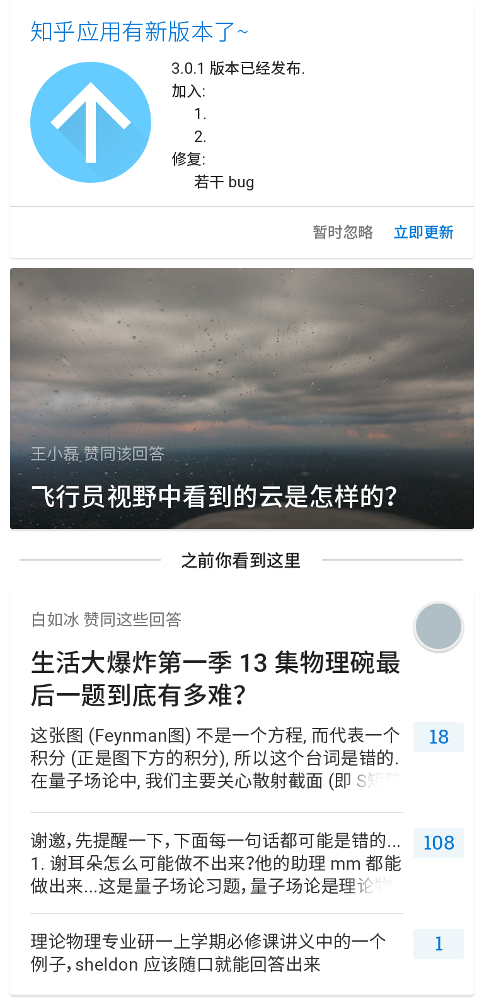 知乎应用有新版本了~
3.0.1 版本已经发布.
加入:
1.
2.
修复:
若干 bug
暂时忽略 立即更新
王小磊 赞同该回答
飞行员视野中看到的云是怎样的？
之前你看到这里
白如冰 赞同这些回答
生活大爆炸第一季 13 集物理碗最
后一题到底有多难？
这张图 (Feynman图) 不是一个方程, 而代表一个
积分 (正是图下方的积分), 所以这个台词是错的.
在量子场论中, 我们主要关心散射截面 (即 S矩阵
18
谢邀，先提醒一下，下面每一句话都可能是错的...
1. 谢耳朵怎么可能做不出来？他的助理 mm 都能
做出来...这是量子场论习题，量子场论是理论物
108
理论物理专业研一上学期必修课讲义中的一个
例子，sheldon 应该随口就能回答出来
1